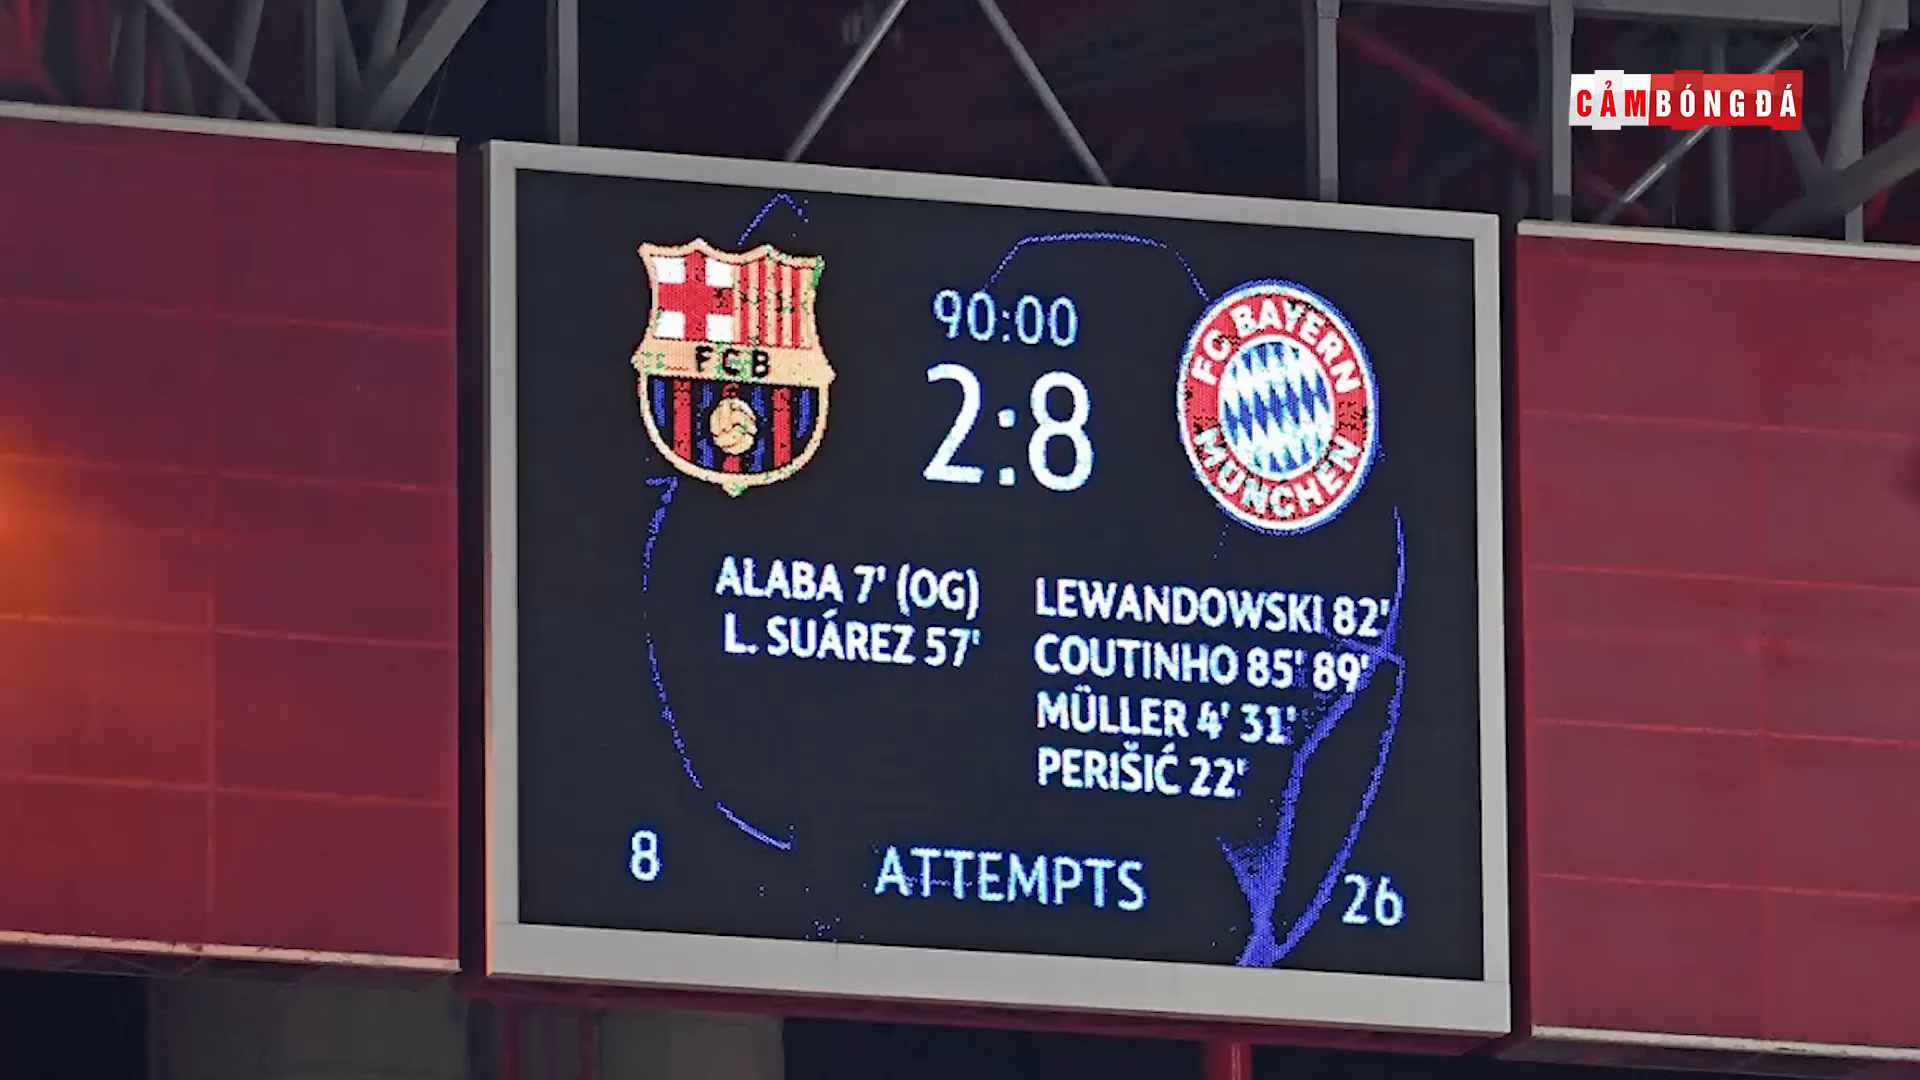 CẢMBÓNGĐÁ
FCB
90:00
2:8
FC BAYERN
MÜNCHEN
ALABA 7' (OG)
L. SUÁREZ 57'
LEWANDOWSKI 82'
COUTINHO 85' 89'
MÜLLER 4' 31'
PERIŠIĆ 22'
8 ATTEMPTS 26